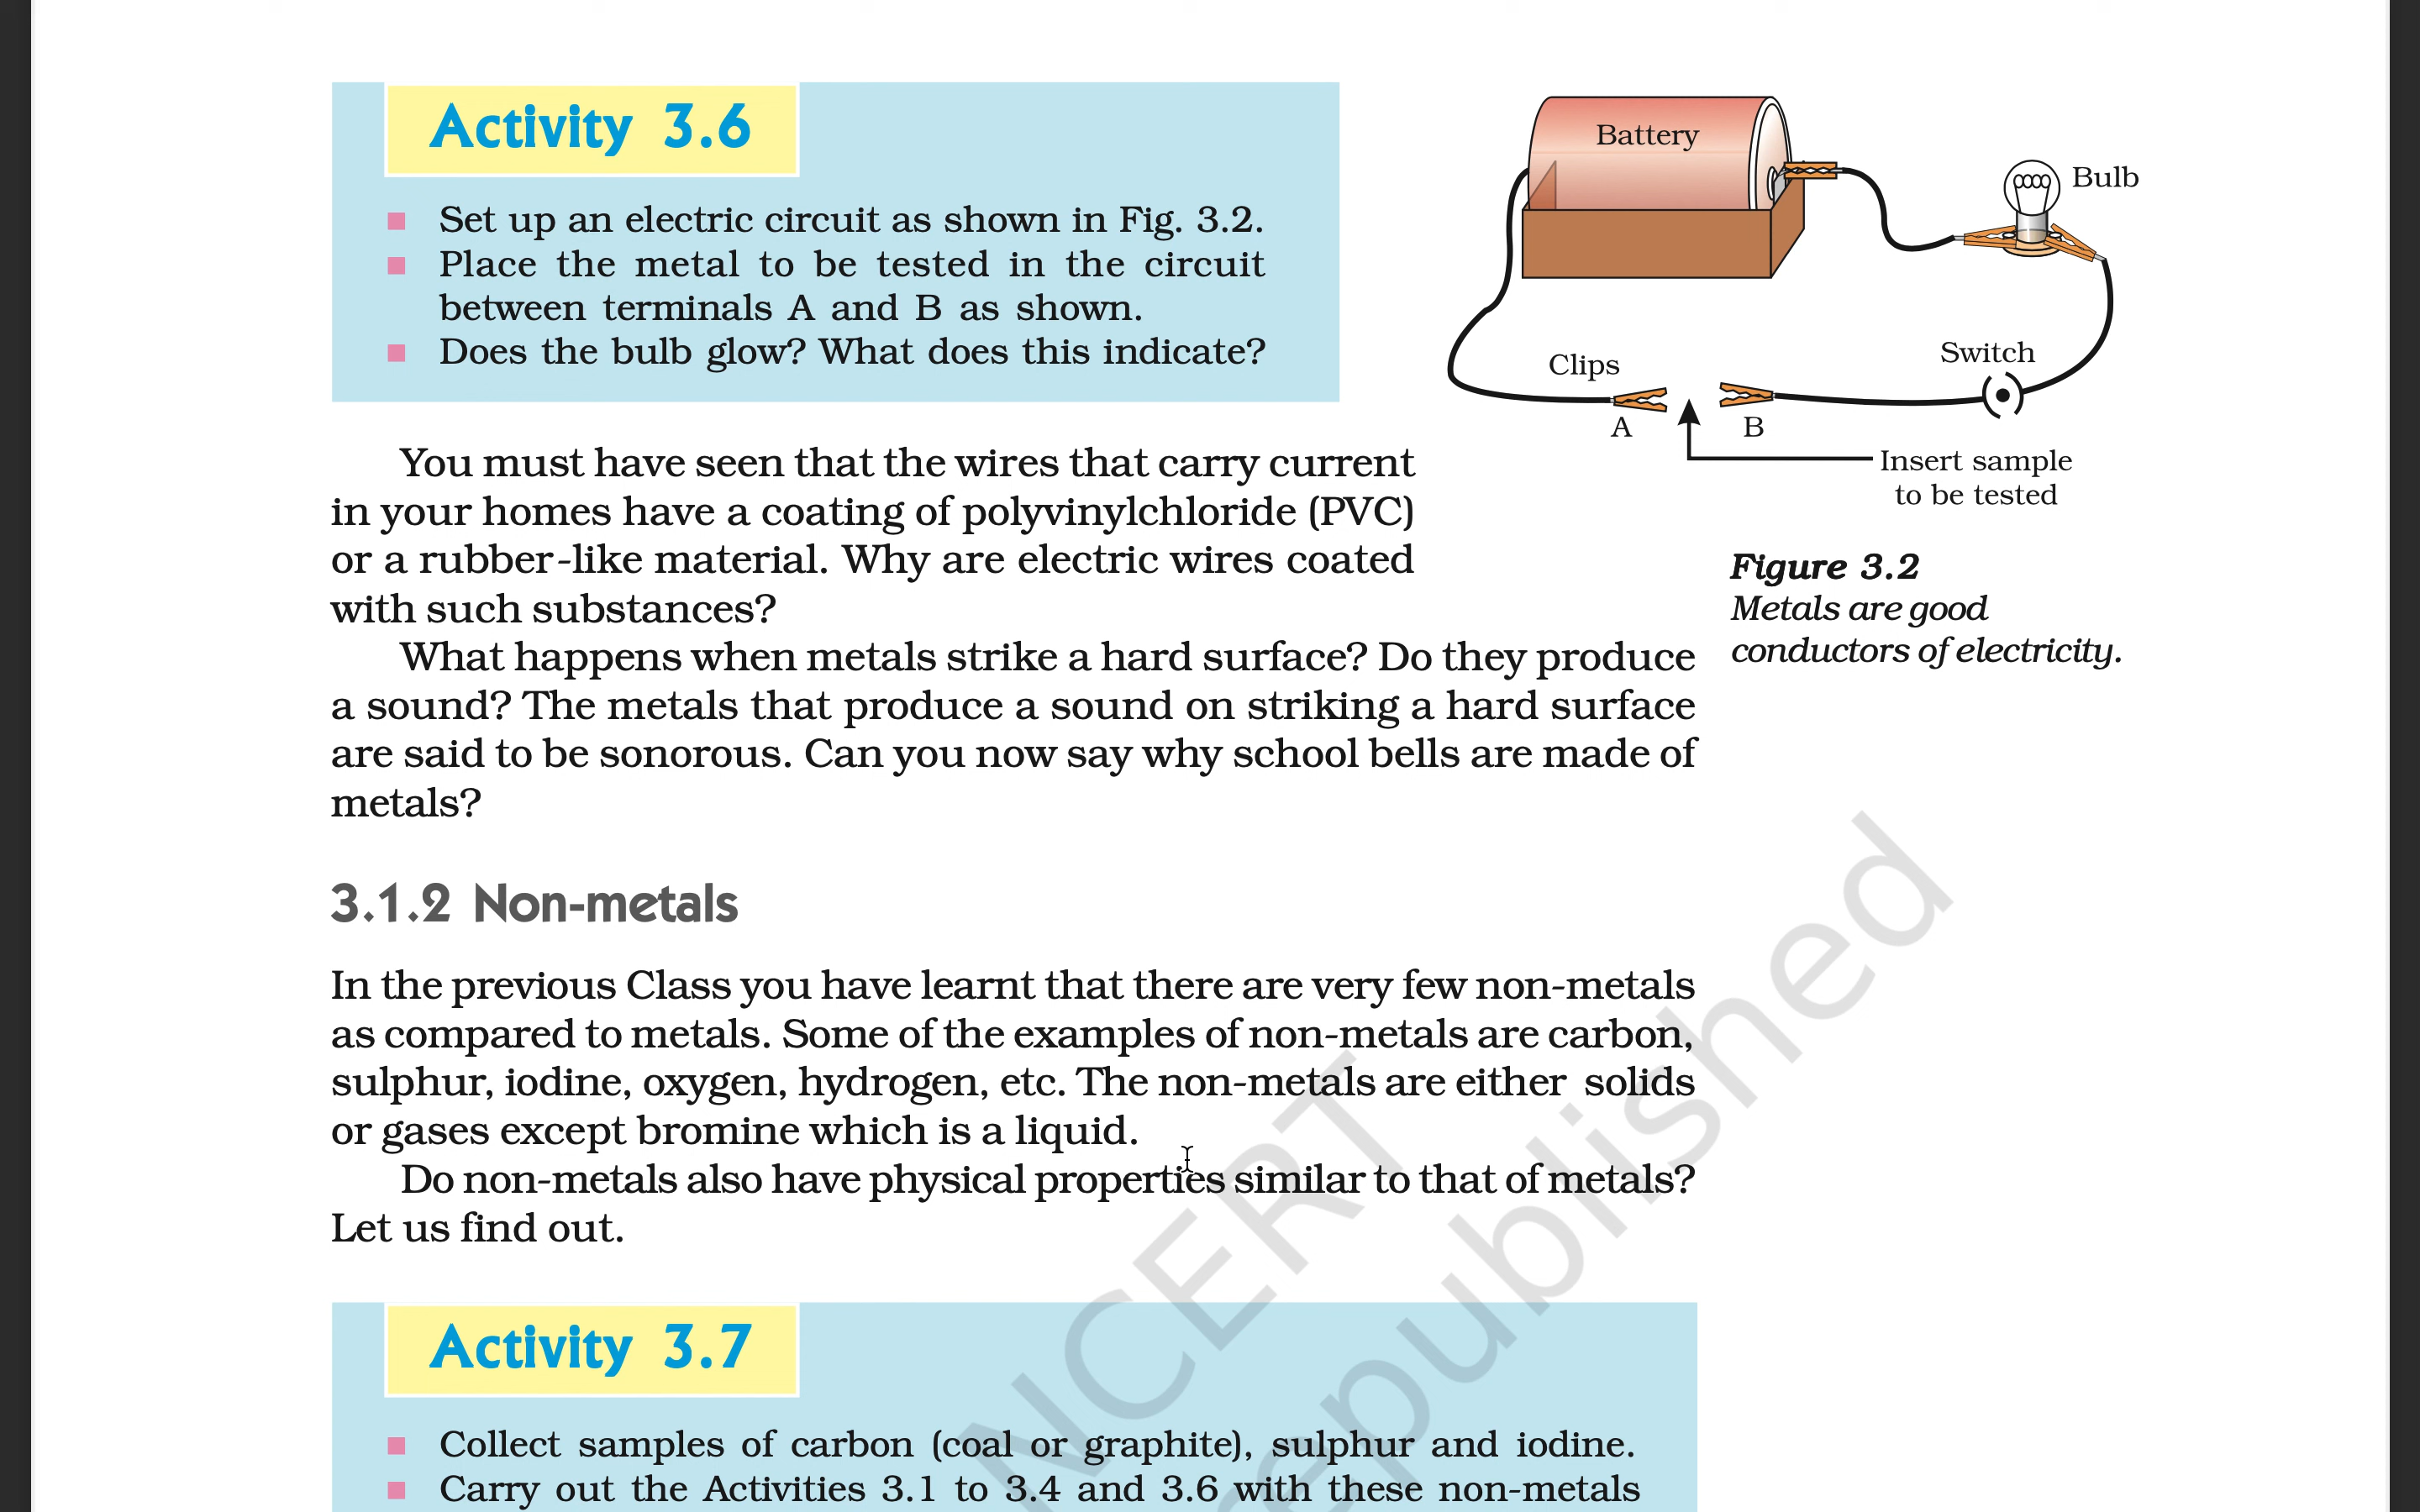 Activity 3.6
Set up an electric circuit as shown in Fig. 3.2.
Place the metal to be tested in the circuit
between terminals A and B as shown.
Does the bulb glow? What does this indicate?
Battery
Bulb
Clips
Switch
A
B
Insert sample
to be tested
Figure 3.2
Metals are good
conductors of electricity.
You must have seen that the wires that carry current
in your homes have a coating of polyvinylchloride (PVC)
or a rubber-like material. Why are electric wires coated
with such substances?
What happens when metals strike a hard surface? Do they produce
a sound? The metals that produce a sound on striking a hard surface
are said to be sonorous. Can you now say why school bells are made of
metals?
3.1.2 Non-metals
In the previous Class you have learnt that there are very few non-metals
as compared to metals. Some of the examples of non-metals are carbon,
sulphur, iodine, oxygen, hydrogen, etc. The non-metals are either solids
or gases except bromine which is a liquid.
Do non-metals also have physical properties similar to that of metals?
Let us find out.
Activity 3.7
Collect samples of carbon (coal or graphite), sulphur and iodine.
Carry out the Activities 3.1 to 3.4 and 3.6 with these non-metals
NCERT